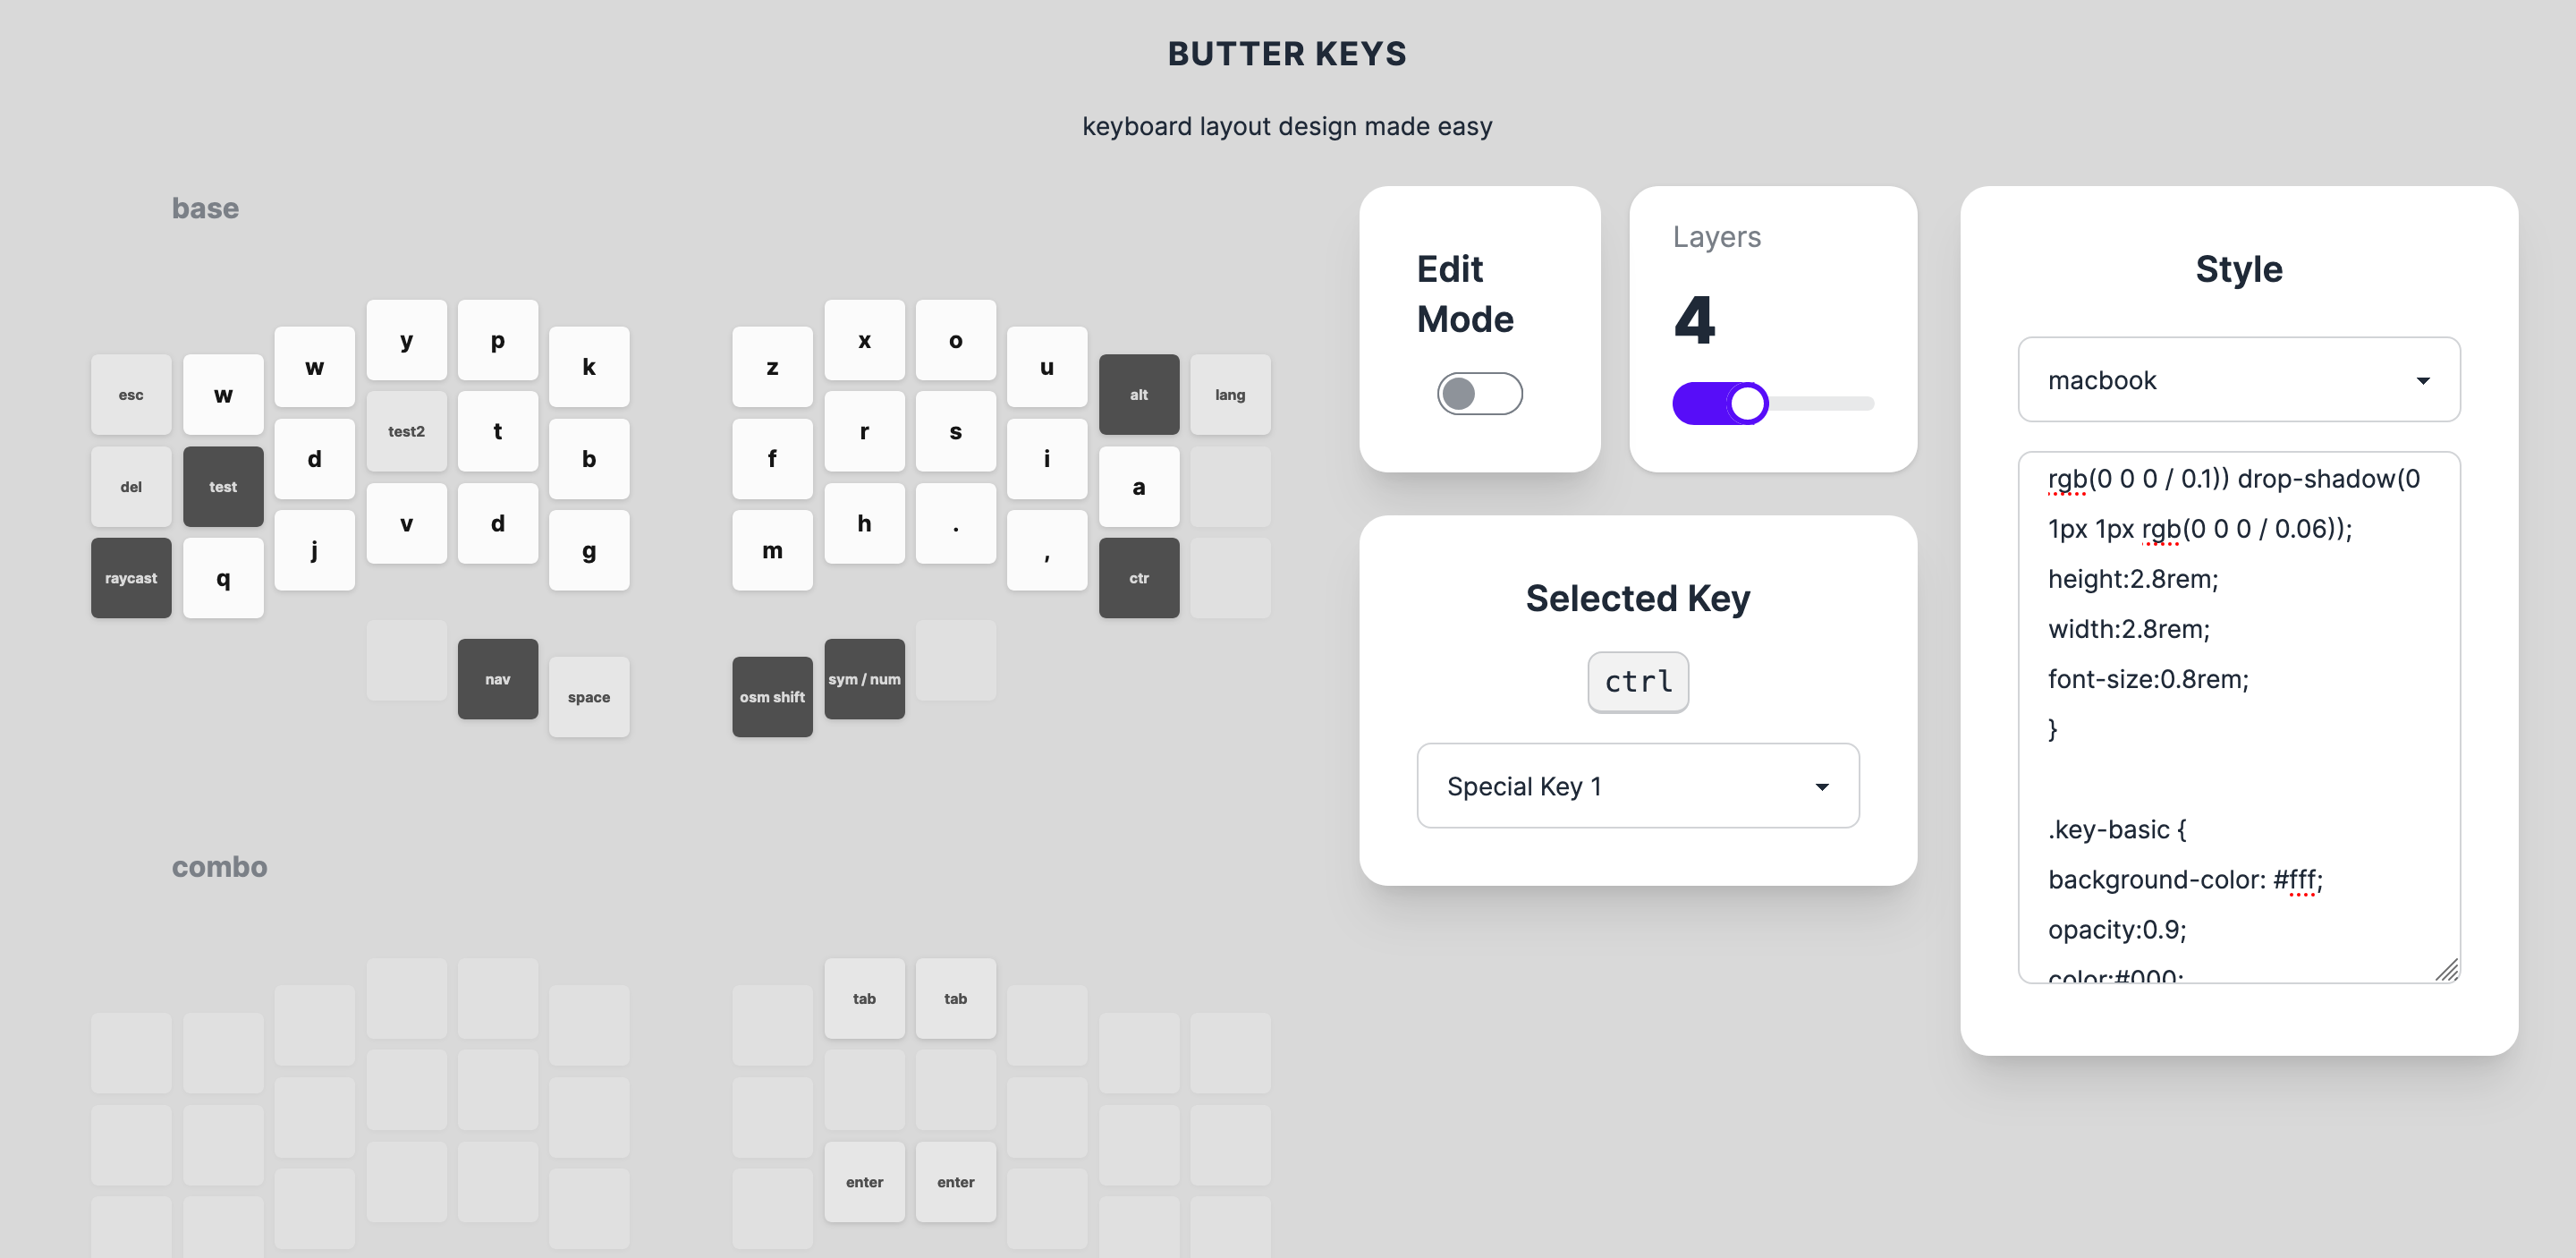 BUTTER KEYS
keyboard layout design made easy
base
esc w w y p k z x o u alt lang
del test d test2 t b f r s i a
raycast q j v d g m h . , ctr
nav space osm shift sym / num
combo
tab tab
enter enter
Edit
Mode
Layers
4
Selected Key
ctrl
Special Key 1
Style
macbook
rgb(0 0 0 / 0.1)) drop-shadow(0
1px 1px rgb(0 0 0 / 0.06));
height:2.8rem;
width:2.8rem;
font-size:0.8rem;
}
.key-basic {
background-color: #fff;
opacity:0.9;
color:#000;